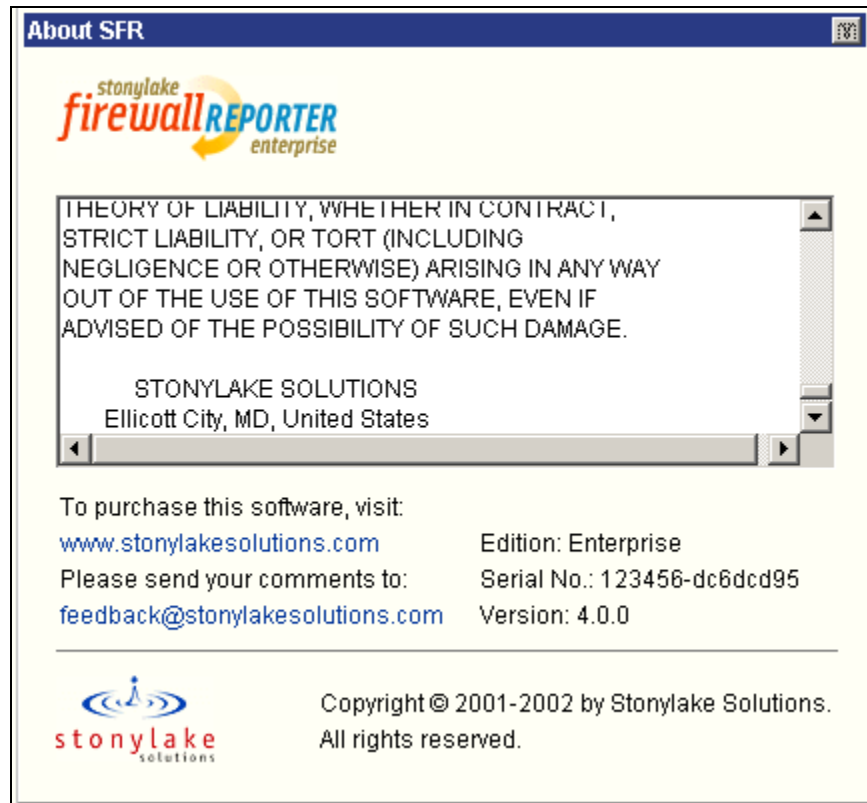 About SFR
stonylake
firewall REPORTER
enterprise
THEORY OF LIABILITY, WHETHER IN CONTRACT,
STRICT LIABILITY, OR TORT (INCLUDING
NEGLIGENCE OR OTHERWISE) ARISING IN ANY WAY
OUT OF THE USE OF THIS SOFTWARE, EVEN IF
ADVISED OF THE POSSIBILITY OF SUCH DAMAGE.
STONYLAKE SOLUTIONS
Ellicott City, MD, United States
To purchase this software, visit:
www.stonylakesolutions.com Edition: Enterprise
Please send your comments to: Serial No.: 123456-dc6dcd95
feedback@stonylakesolutions.com Version: 4.0.0
stonylake
solutions
Copyright © 2001-2002 by Stonylake Solutions.
All rights reserved.